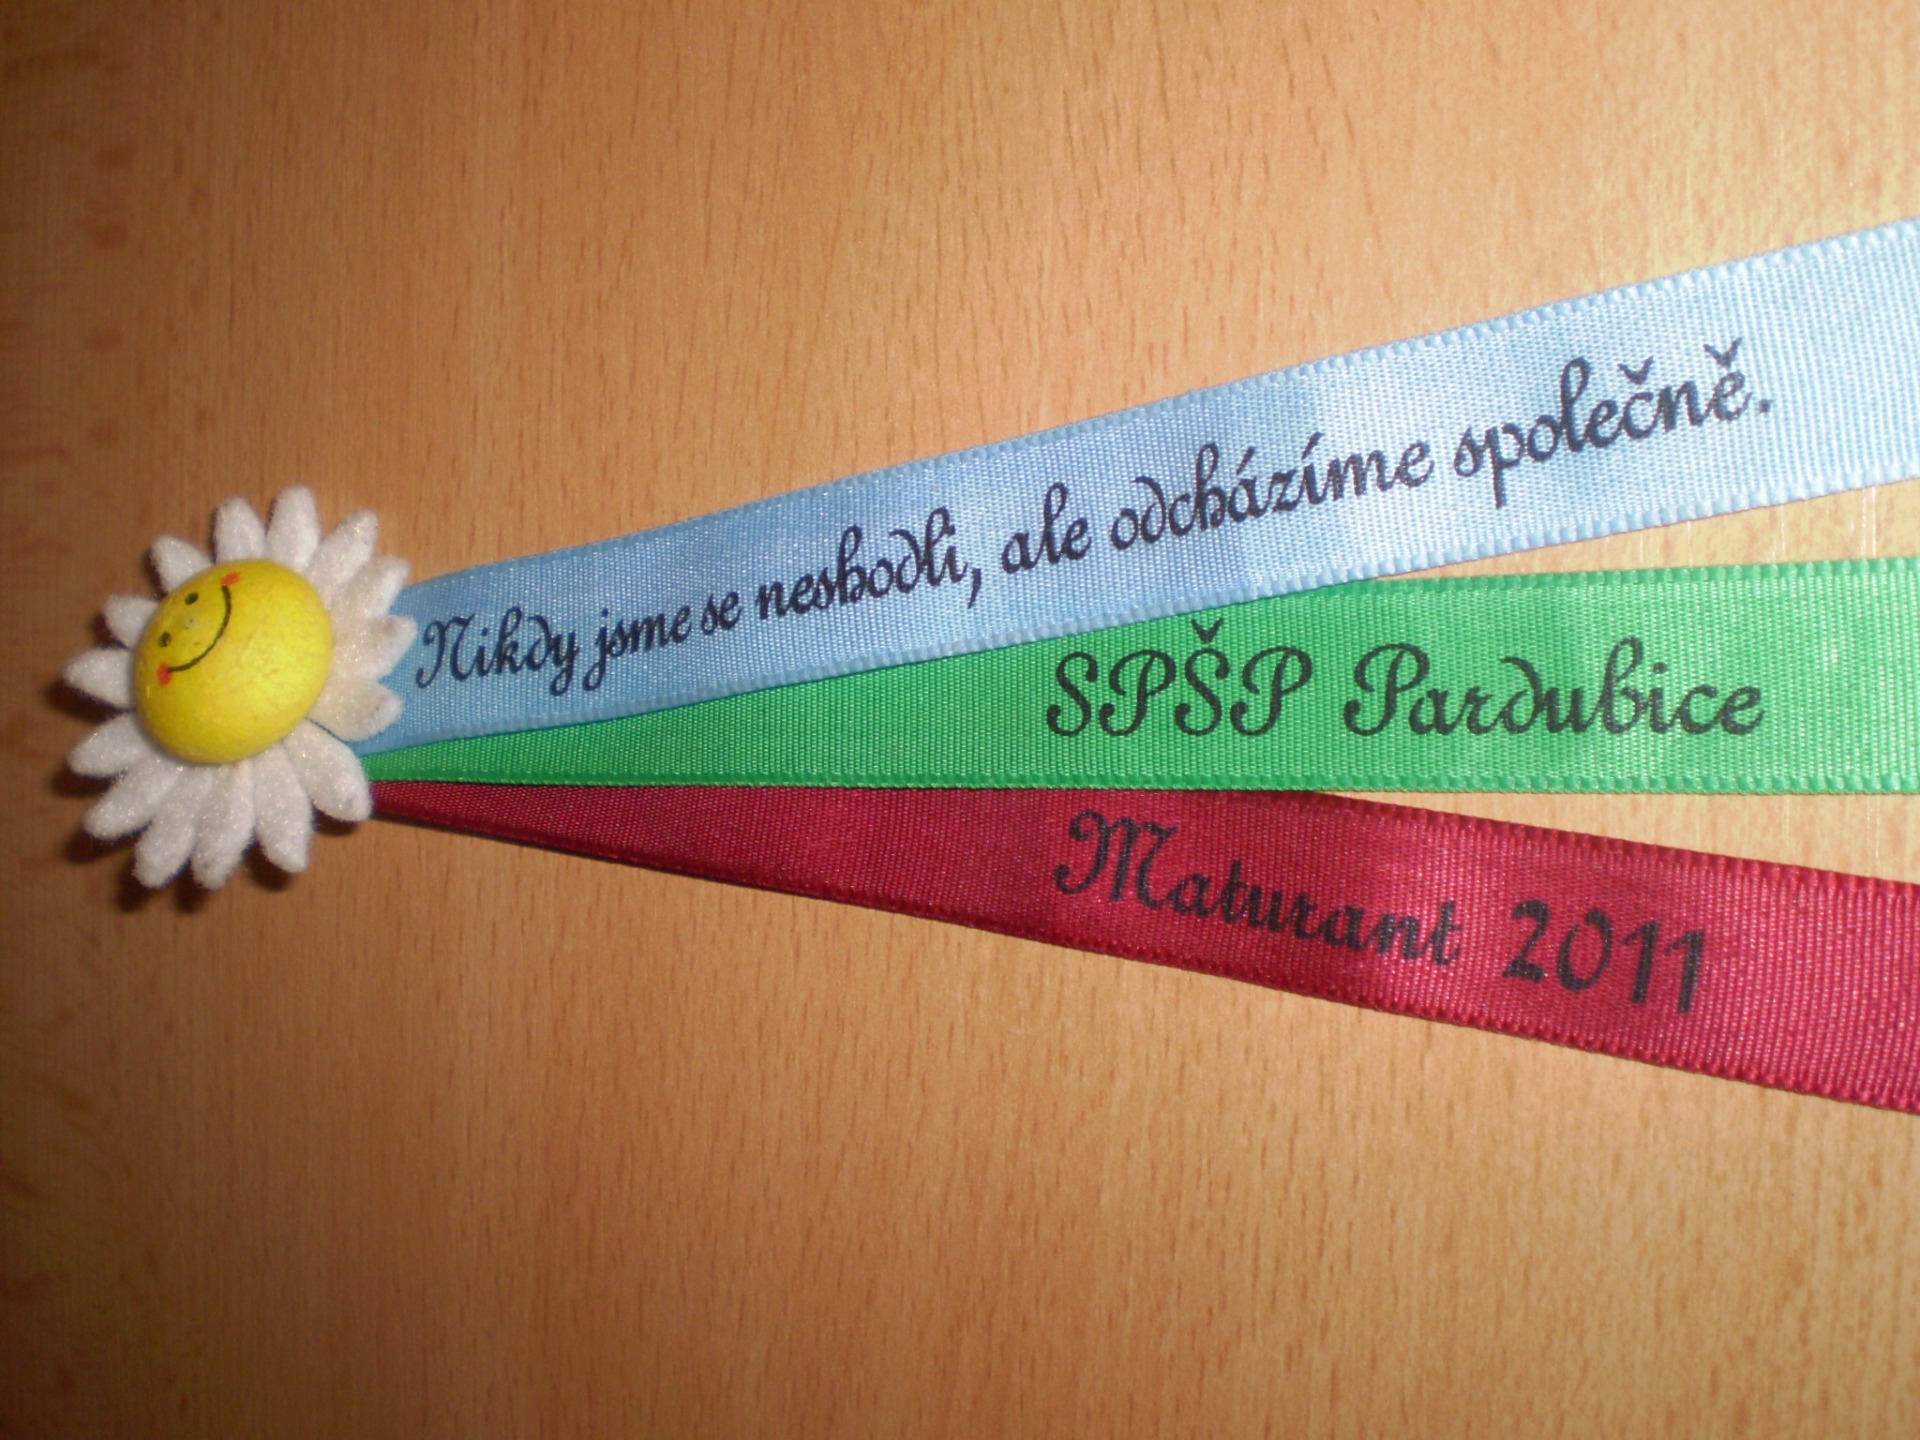 Nikdy jsme se neshodli, ale odcházíme společně.
SPŠP Pardubice
Maturant 2011